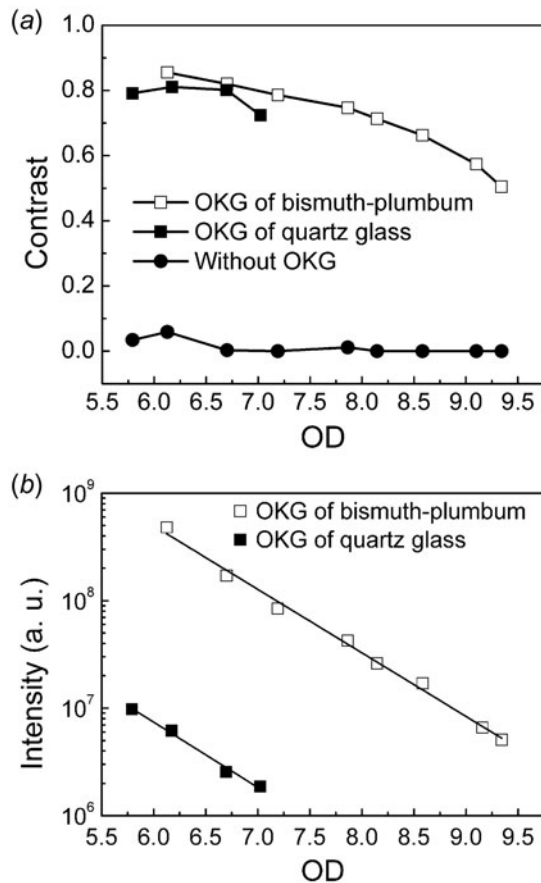 (a)
1.0
0.8
0.6
0.4
0.2
0.0
Contrast
OKG of bismuth-plumbum
OKG of quartz glass
Without OKG
5.5 6.0 6.5 7.0 7.5 8.0 8.5 9.0 9.5
OD
(b)
10⁹
10⁸
10⁷
10⁶
Intensity (a. u.)
OKG of bismuth-plumbum
OKG of quartz glass
5.5 6.0 6.5 7.0 7.5 8.0 8.5 9.0 9.5
OD